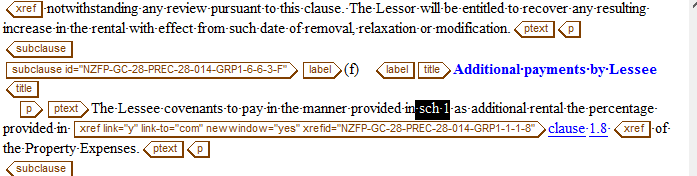 xref notwithstanding any review pursuant to this clause. The Lessor will be entitled to recover any resulting
increase in the rental with effect from such date of removal, relaxation or modification. ptext p
subclause
subclause id="NZFP-GC-28-PREC-28-014-GRP1-6-6-3-F" label (f) label title Additional payments by Lessee
title
p ptext The Lessee covenants to pay in the manner provided in sch 1 as additional rental the percentage
provided in xref link="y" link-to="com" newwindow="yes" xrefid="NZFP-GC-28-PREC-28-014-GRP1-1-1-8" clause 1.8 xref of
the Property Expenses. ptext p
subclause